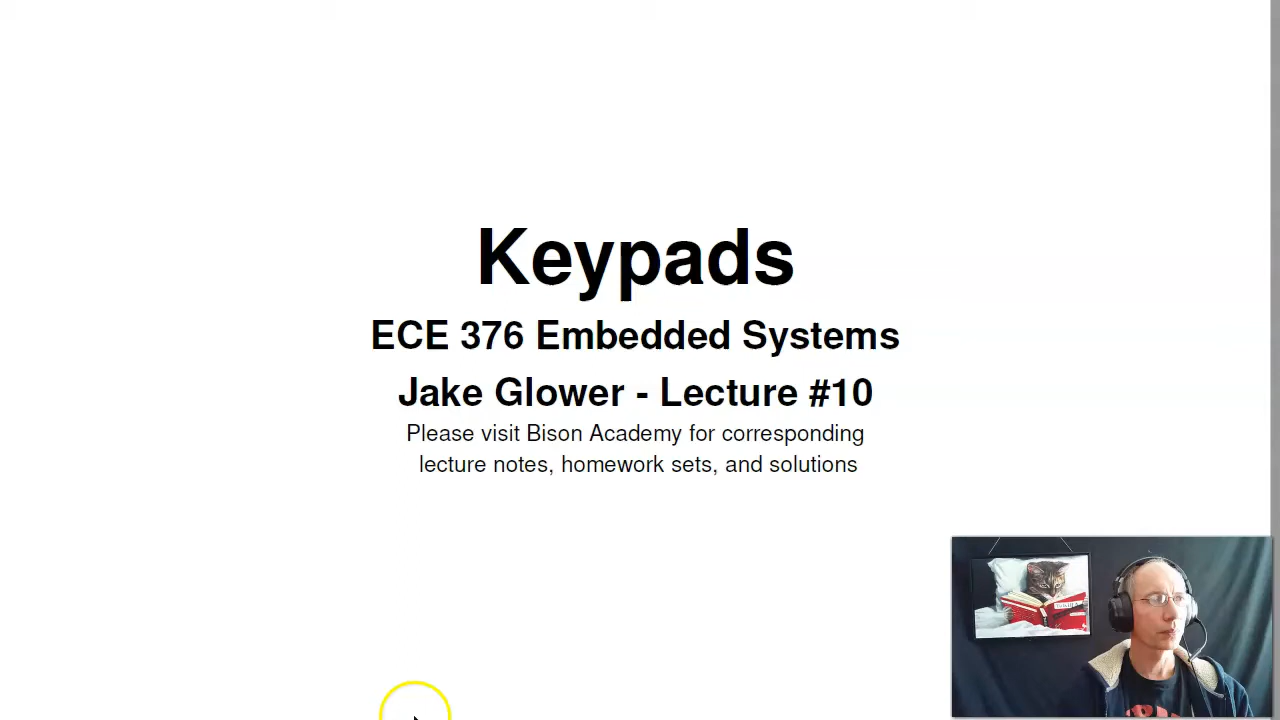 Keypads
ECE 376 Embedded Systems
Jake Glower - Lecture #10
Please visit Bison Academy for corresponding
lecture notes, homework sets, and solutions